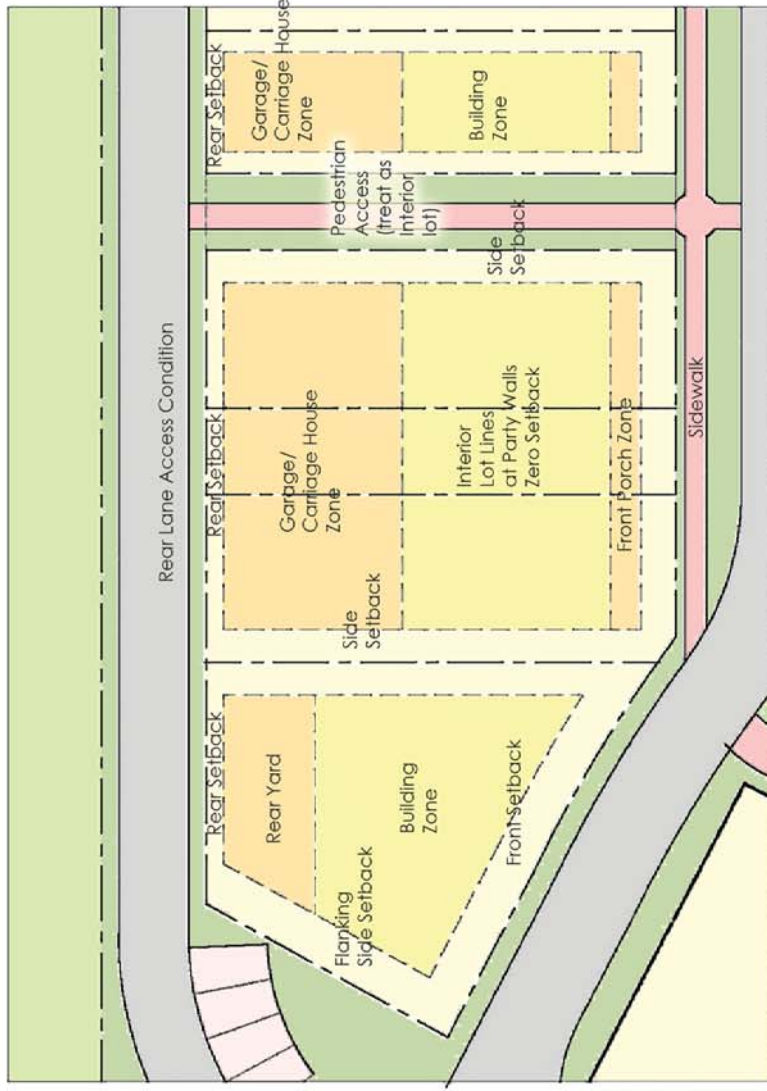 Rear Lane Access Condition
Rear Setback
Rear Yard
Flanking
Side Setback
Building
Zone
Front Setback
Rear Setback
Garage/
Carriage House
Zone
Side
Setback
Interior
Lot Lines
at Party Walls
Zero Setback
Front Porch Zone
Side
Setback
Pedestrian
Access
(treat as
Interior
lot)
Rear Setback
Garage/
Carriage House
Zone
Building
Zone
Sidewalk